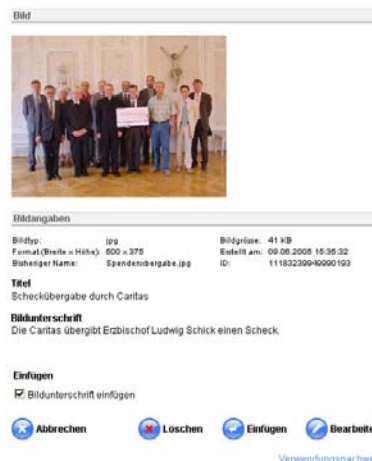 Bild
Bildangaben
Bildtyp: jpg Bildgrösse: 41 KB
Format(Breite x Höhe): 500 x 375 Erstellt am: 09.06.2005 15:35:32
Bisheriger Name: Spendenübergabe.jpg ID:
Titel
Scheckübergabe durch Caritas
Bildunterschrift
Die Caritas übergibt Erzbischof Ludwig Schick einen Scheck.
Einfügen
Bildunterschrift einfügen
Abbrechen Löschen Einfügen Bearbeite
Verwendungsnachwe